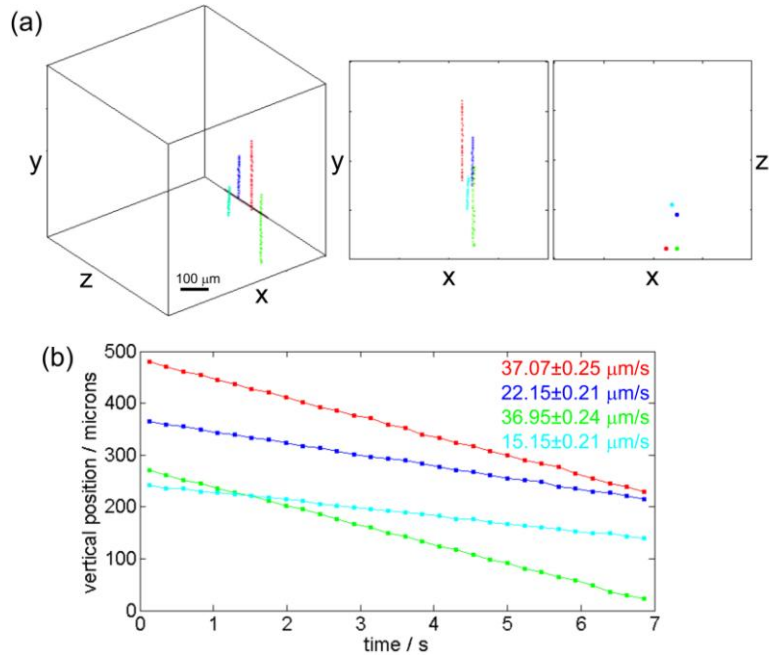 (a)
y
z
x
100 μm
y
x
z
x
(b)
37.07±0.25 μm/s
22.15±0.21 μm/s
36.95±0.24 μm/s
15.15±0.21 μm/s
500
400
300
200
100
0
vertical position / microns
0 1 2 3 4 5 6 7
time / s